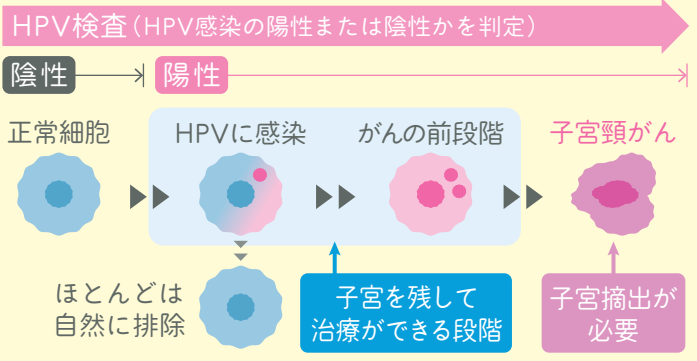 HPV検査（HPV感染の陽性または陰性かを判定）
陰性 陽性
正常細胞 HPVに感染 がんの前段階 子宮頸がん
ほとんどは
自然に排除
子宮を残して
治療ができる段階
子宮摘出が
必要